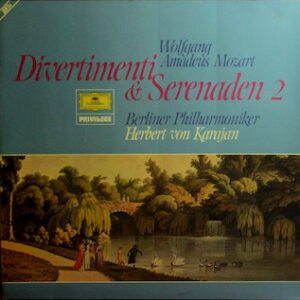 Wolfgang
Amadeus Mozart
Divertimenti
& Serenaden 2
PRIVILEGE
Berliner Philharmoniker
Herbert von Karajan